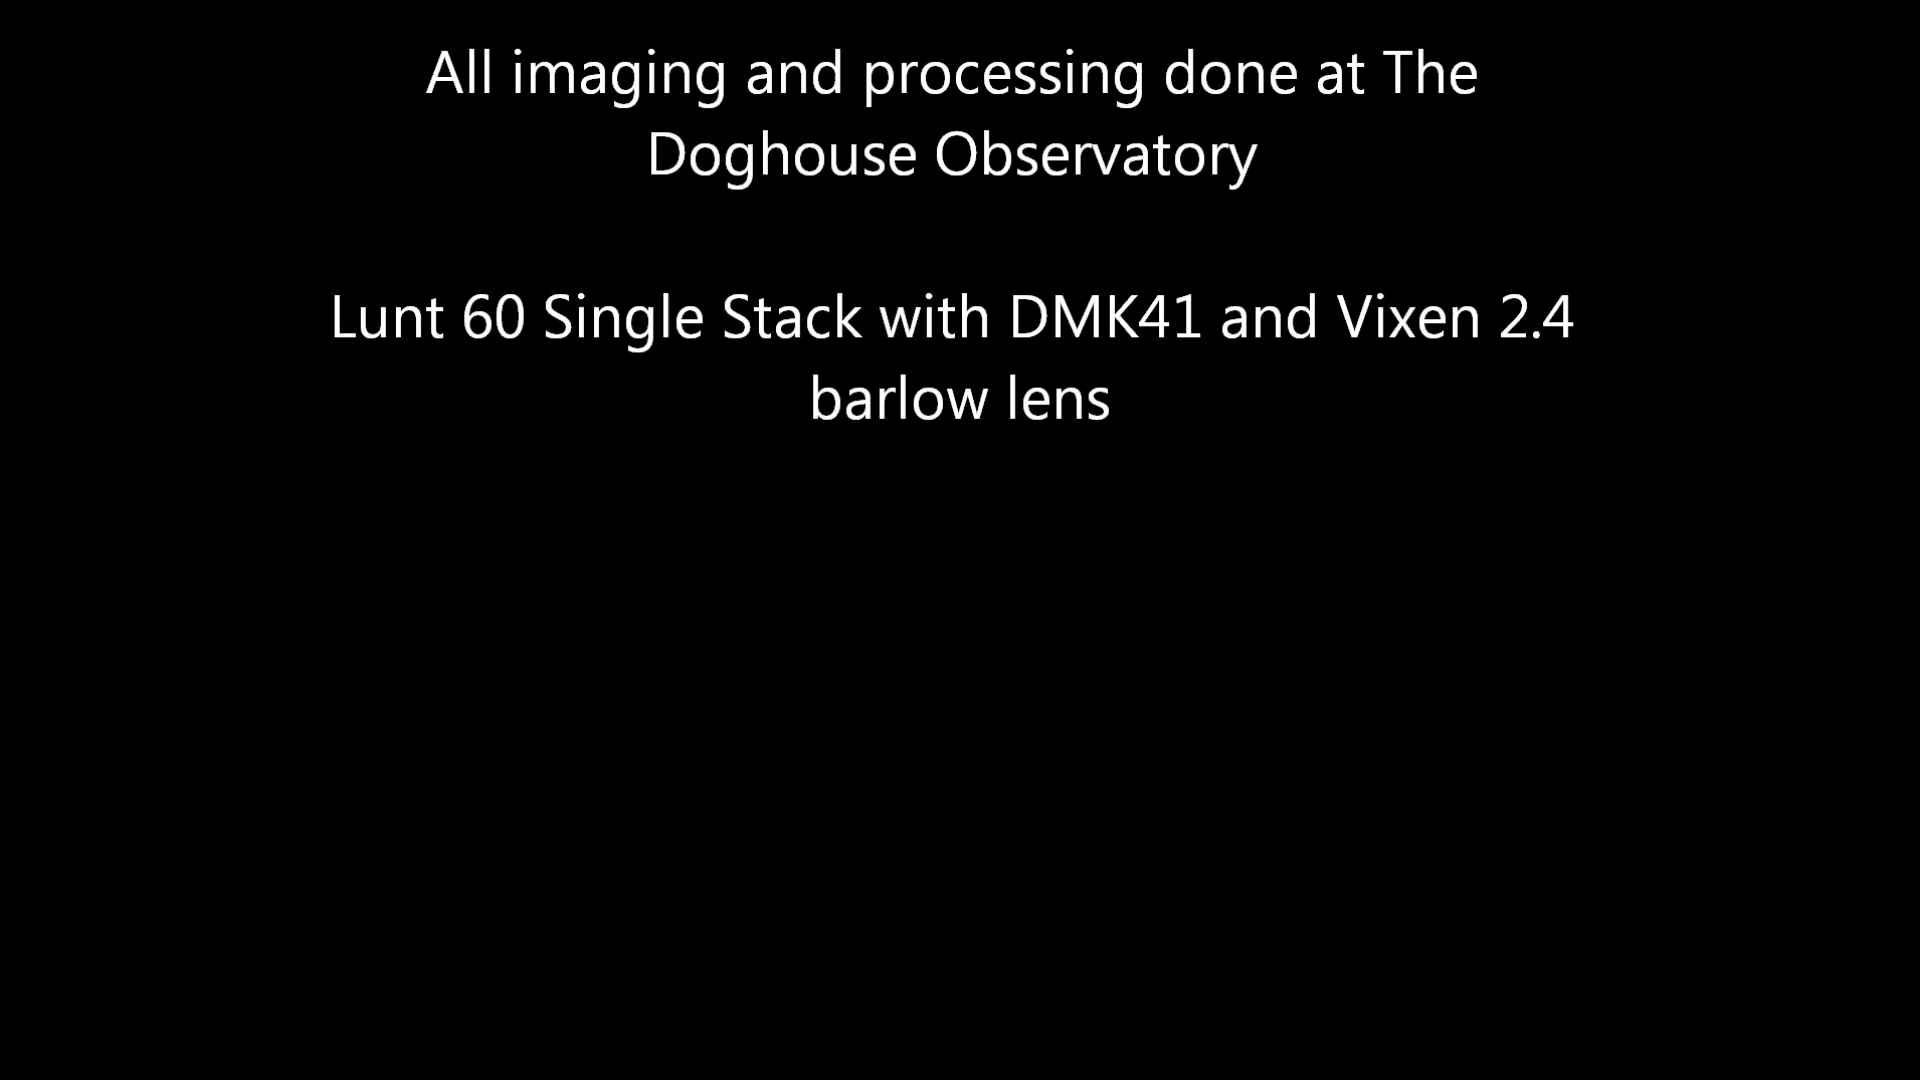 All imaging and processing done at The
Doghouse Observatory
Lunt 60 Single Stack with DMK41 and Vixen 2.4
barlow lens